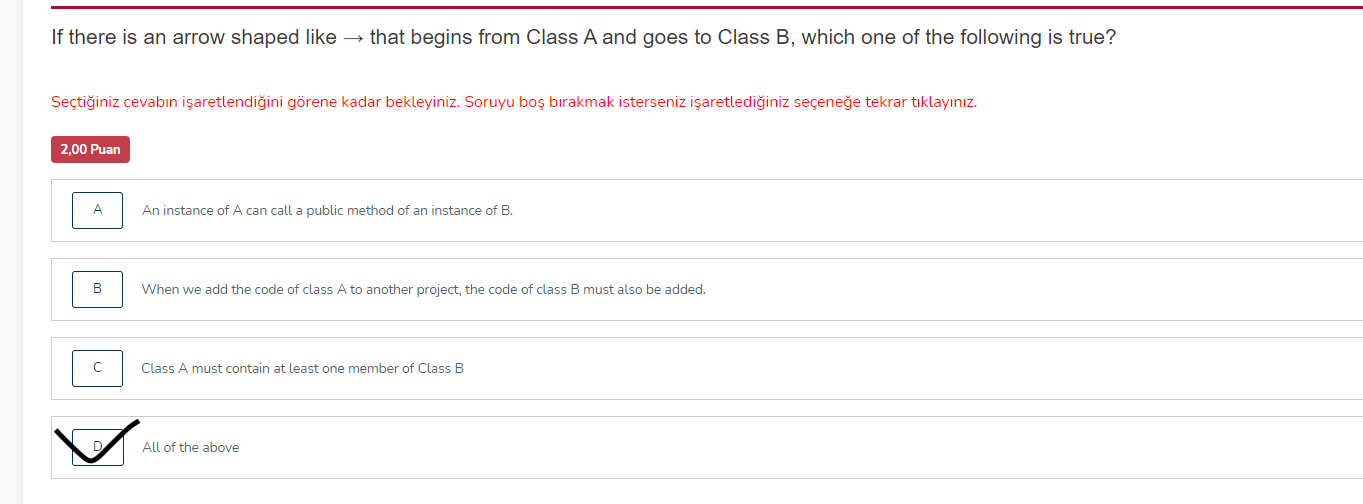 If there is an arrow shaped like → that begins from Class A and goes to Class B, which one of the following is true?
Seçtiğiniz cevabın işaretlendiğini görene kadar bekleyiniz. Soruyu boş bırakmak isterseniz işaretlediğiniz seçeneğe tekrar tıklayınız.
2,00 Puan
A An instance of A can call a public method of an instance of B.
B When we add the code of class A to another project, the code of class B must also be added.
C Class A must contain at least one member of Class B
D All of the above